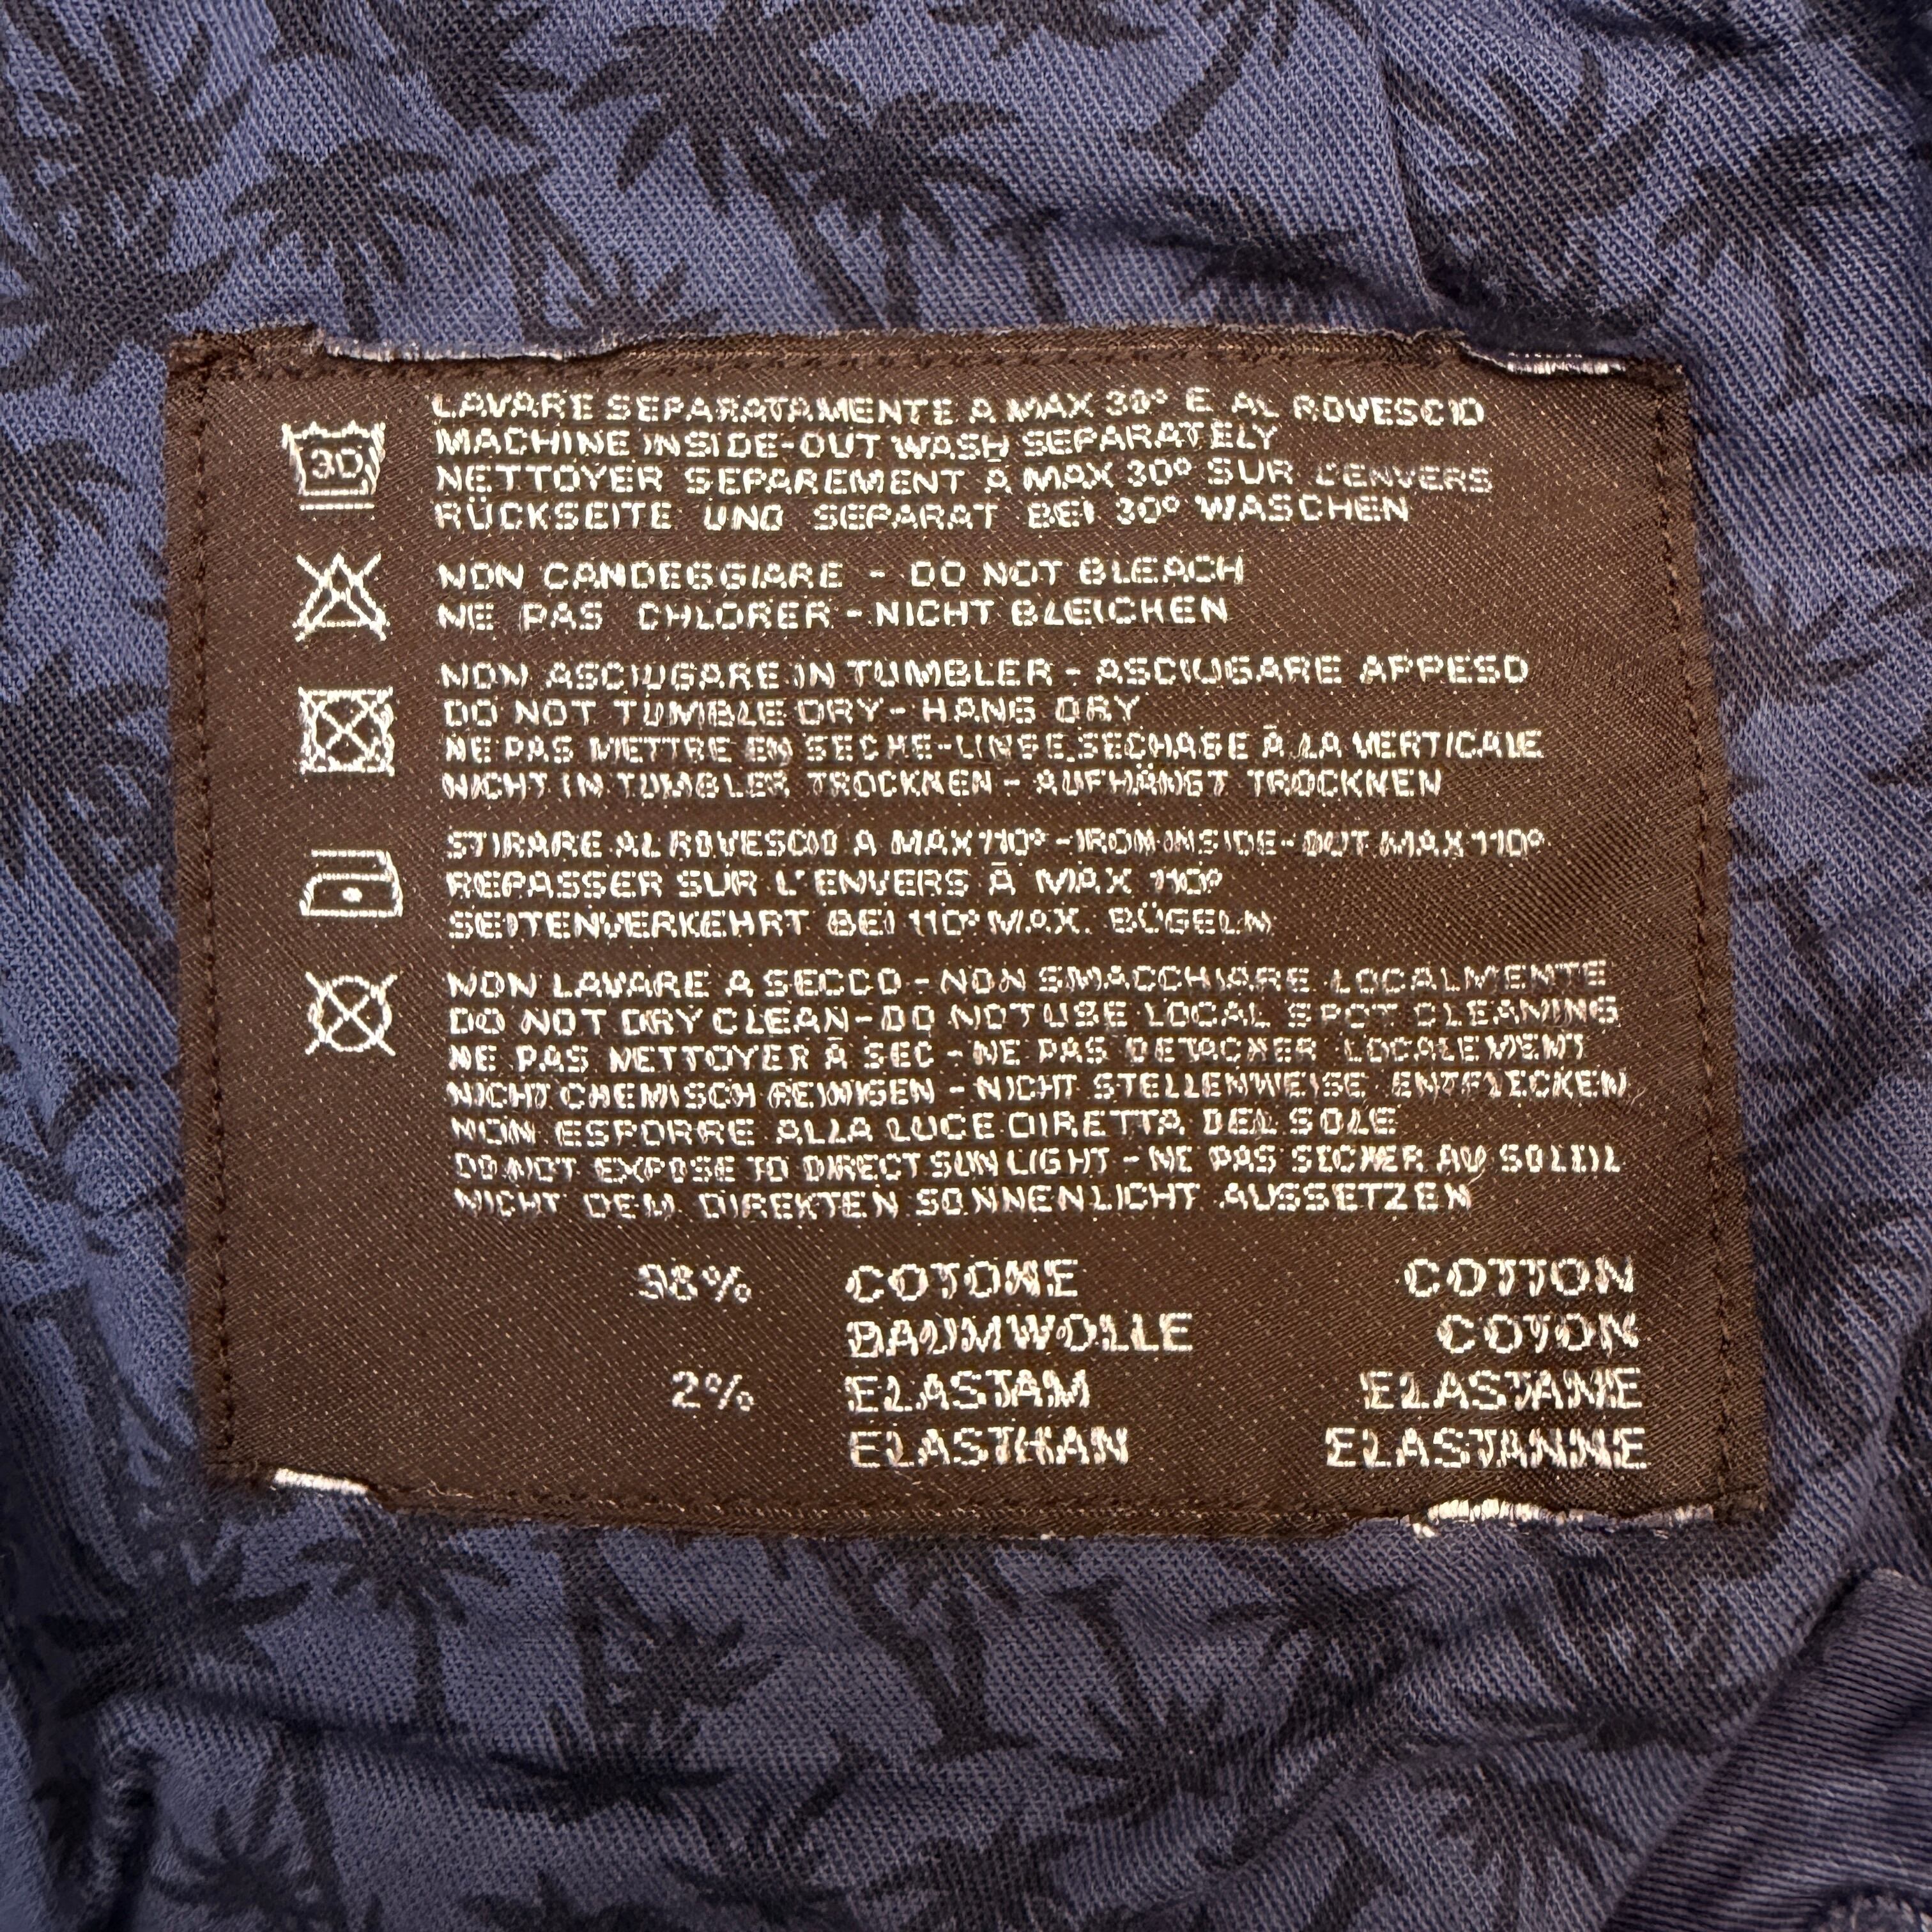 30
LAVARE SEPARATAMENTE A MAX 30° E AL ROVESCIO
MACHINE INSIDE-OUT WASH SEPARATELY
NETTOYER SEPAREMENT Ā MAX 30° SUR L'ENVERS
RÜCKSEITE UND SEPARAT BEI 30° WASCHEN
NON CANDEGGIARE - DO NOT BLEACH
NE PAS CHLORER - NICHT BLEICHEN
NON ASCIUGARE IN TUMBLER - ASCIUGARE APPESO
DO NOT TUMBLE DRY - HANG DRY
NE PAS METTRE EN SECHE-LINGE.SECHAGE Ā LA VERTICALE
NICHT IN TUMBLER TROCKNEN - AUFHÄNGT TROCKNEN
STIRARE AL ROVESCIO A MAX 110° - IRON INSIDE-OUT MAX 110°
REPASSER SUR L'ENVERS Ā MAX 110°
SEITENVERKEHRT BEI 110° MAX. BÜGELN
NON LAVARE A SECCO - NON SMACCHIARE LOCALMENTE
DO NOT DRY CLEAN - DO NOT USE LOCAL SPOT CLEANING
NE PAS NETTOYER Ā SEC - NE PAS DETACHER LOCALEMENT
NICHT CHEMISCH REINIGEN - NICHT STELLENWEISE ENTFLECKEN
NON ESPORRE ALLA LUCE DIRETTA DEL SOLE
DO NOT EXPOSE TO DIRECT SUN LIGHT - NE PAS SECHER AU SOLEIL
NICHT DEM DIREKTEN SONNENLICHT AUSSETZEN
98% COTONE COTTON
BAUMWOLLE COTON
2% ELASTAM ELASTANE
ELASTHAN ELASTANNE